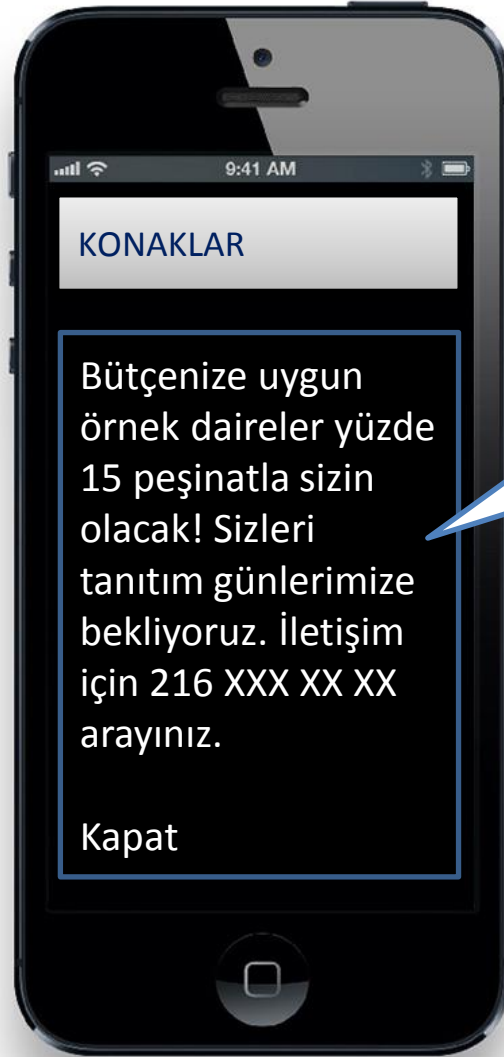 9:41 AM
KONAKLAR
Bütçenize uygun
örnek daireler yüzde
15 peşinatla sizin
olacak! Sizleri
tanıtım günlerimize
bekliyoruz. İletişim
için 216 XXX XX XX
arayınız.
Kapat